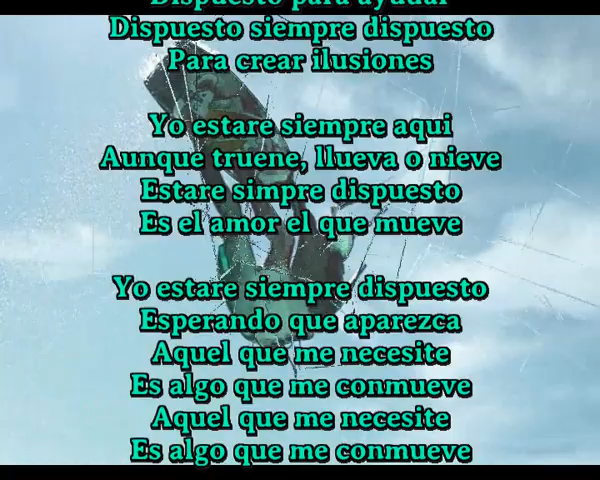 Dispuesto para ayudar
Dispuesto siempre dispuesto
Para crear ilusiones
Yo estare siempre aqui
Aunque truene, llueva o nieve
Estare simpre dispuesto
Es el amor el que mueve
Yo estare siempre dispuesto
Esperando que aparezca
Aquel que me necesite
Es algo que me conmueve
Aquel que me necesite
Es algo que me conmueve